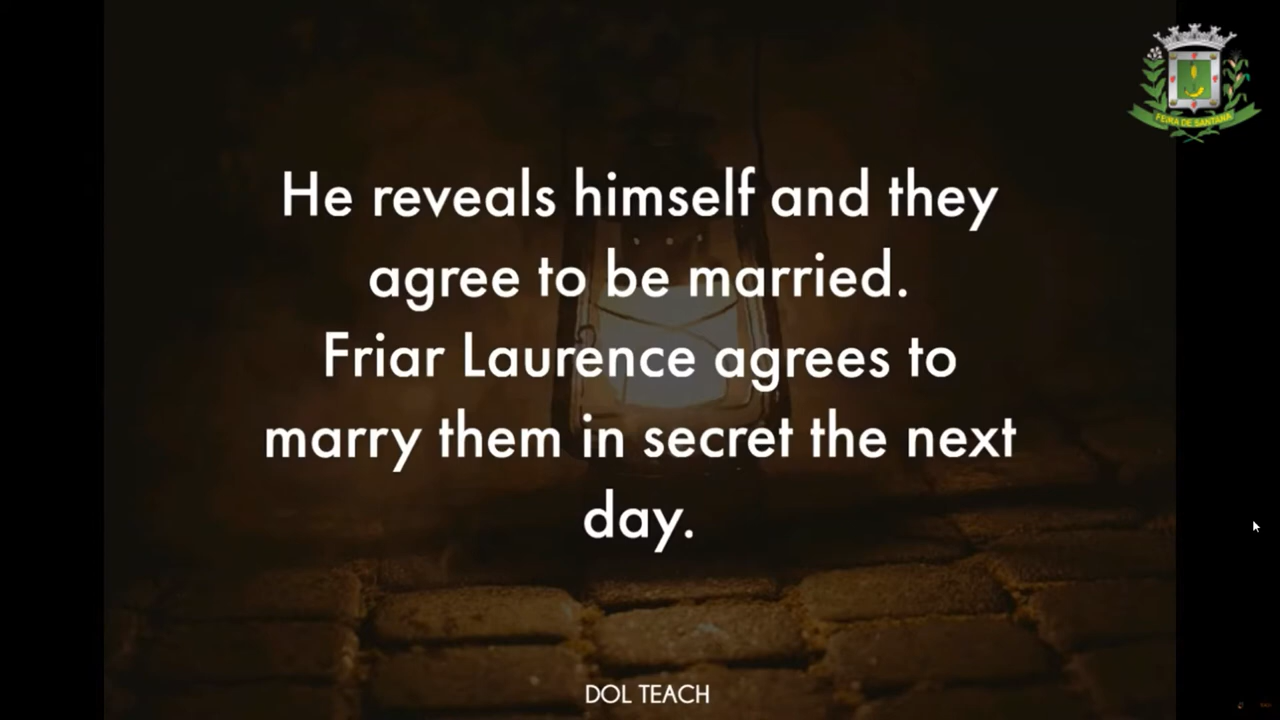 FEIRA DE SANTANA
He reveals himself and they
agree to be married.
Friar Laurence agrees to
marry them in secret the next
day.
DOL TEACH